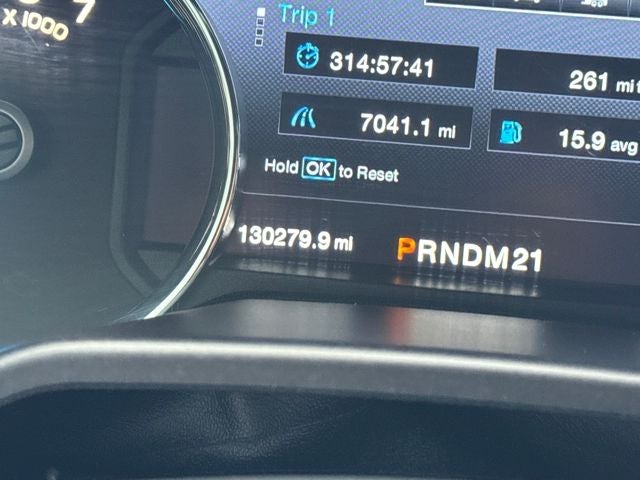 7
x 1000
Trip 1
314:57:41
261 mi
7041.1 mi
15.9 avg
Hold OK to Reset
130279.9 mi
PRNDM21